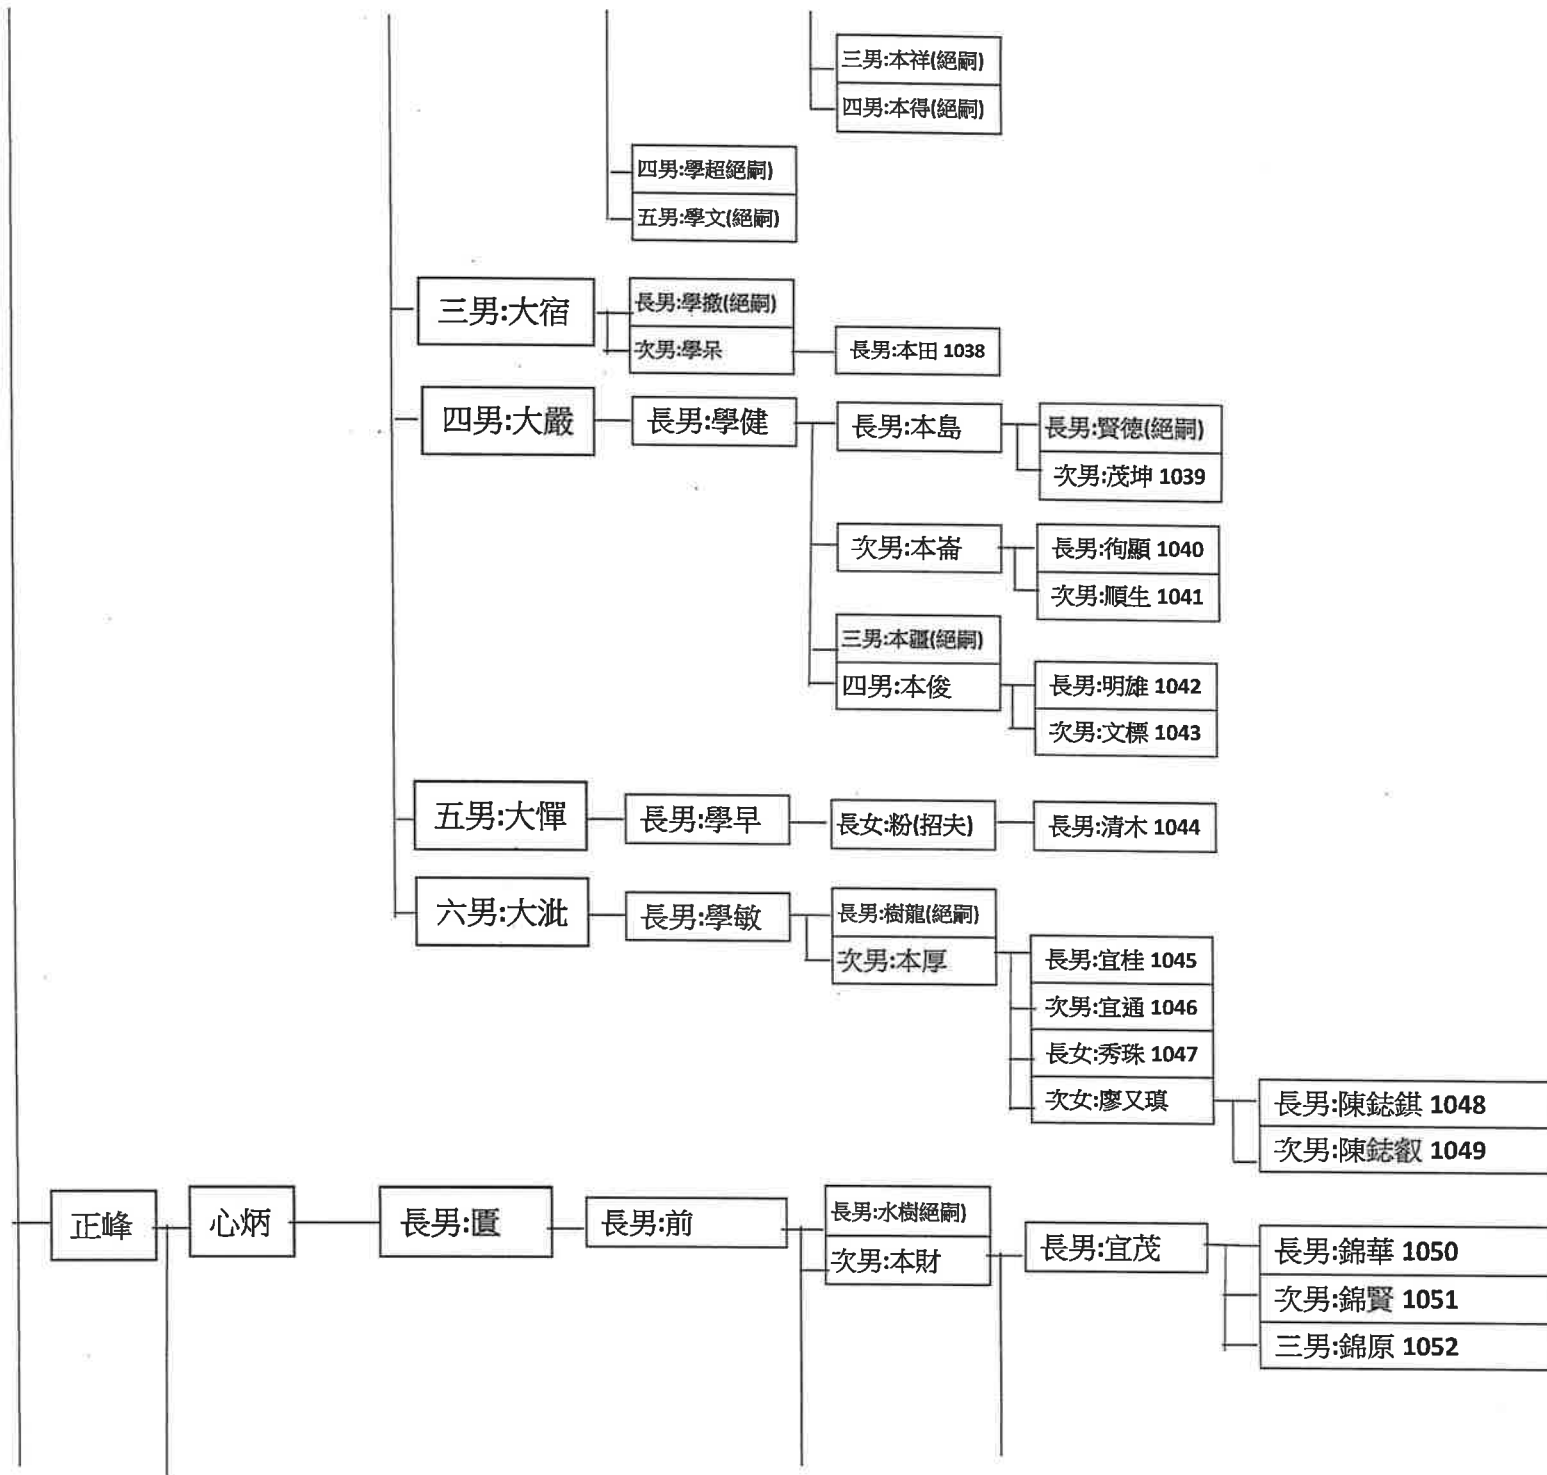 三男:本祥(絕嗣)
四男:本得(絕嗣)
四男:學超絕嗣)
五男:學文(絕嗣)
三男:大宿
長男:學撤(絕嗣)
次男:學呆
長男:本田 1038
四男:大嚴
長男:學健
長男:本島
長男:賢德(絕嗣)
次男:茂坤 1039
次男:本崙
長男:徇顯 1040
次男:順生 1041
三男:本疆(絕嗣)
四男:本俊
長男:明雄 1042
次男:文標 1043
五男:大憚
長男:學早
長女:粉(招夫)
長男:清木 1044
六男:大沘
長男:學敏
長男:樹龍(絕嗣)
次男:本厚
長男:宜桂 1045
次男:宜通 1046
長女:秀珠 1047
次女:廖又瑱
長男:陳鋕錤 1048
次男:陳鋕叡 1049
正峰
心炳
長男:匱
長男:前
長男:水樹絕嗣)
次男:本財
長男:宜茂
長男:錦華 1050
次男:錦賢 1051
三男:錦原 1052